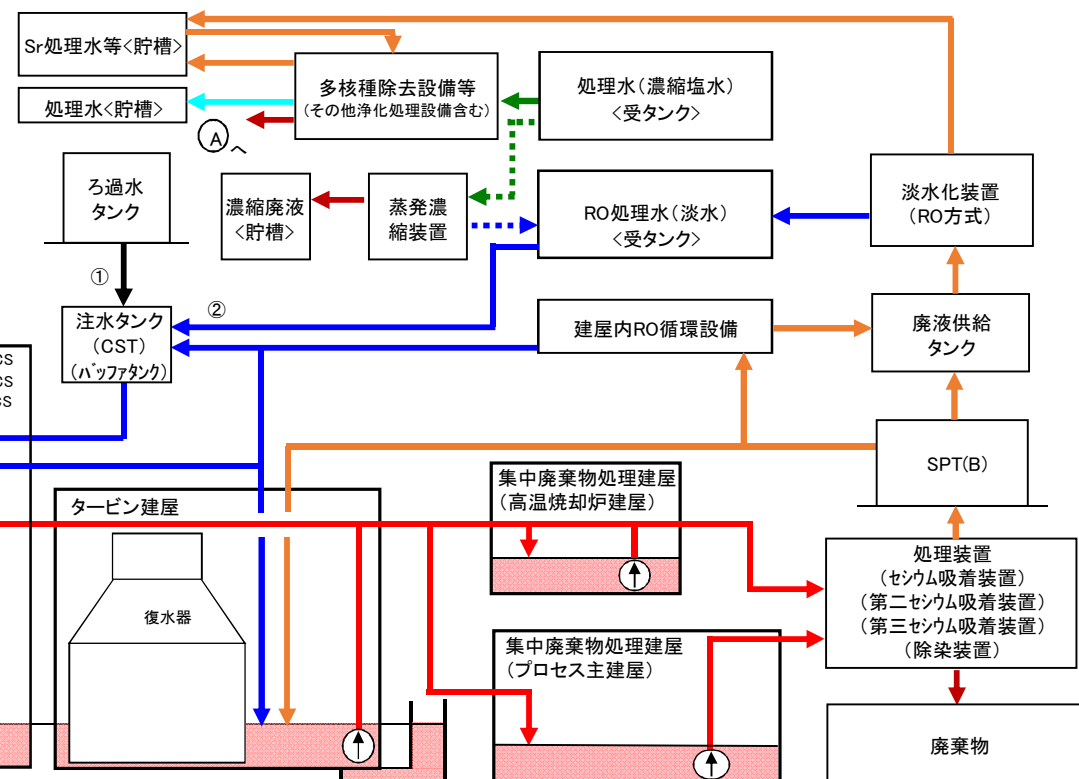 Sr処理水等<貯槽>
処理水<貯槽>
多核種除去設備等
(その他浄化処理設備含む)
Ⓐへ
処理水(濃縮塩水)
<受タンク>
ろ過水
タンク
濃縮廃液
<貯槽>
蒸発濃
縮装置
RO処理水(淡水)
<受タンク>
淡水化装置
(RO方式)
①
②
注水タンク
(CST)
(ﾊﾞｯﾌｧﾀﾝｸ)
建屋内RO循環設備
廃液供給
タンク
CS
CS
CS
SPT(B)
タービン建屋
復水器
集中廃棄物処理建屋
(高温焼却炉建屋)
集中廃棄物処理建屋
(プロセス主建屋)
処理装置
(ｾｼｳﾑ吸着装置)
(第二ｾｼｳﾑ吸着装置)
(第三ｾｼｳﾑ吸着装置)
(除染装置)
廃棄物